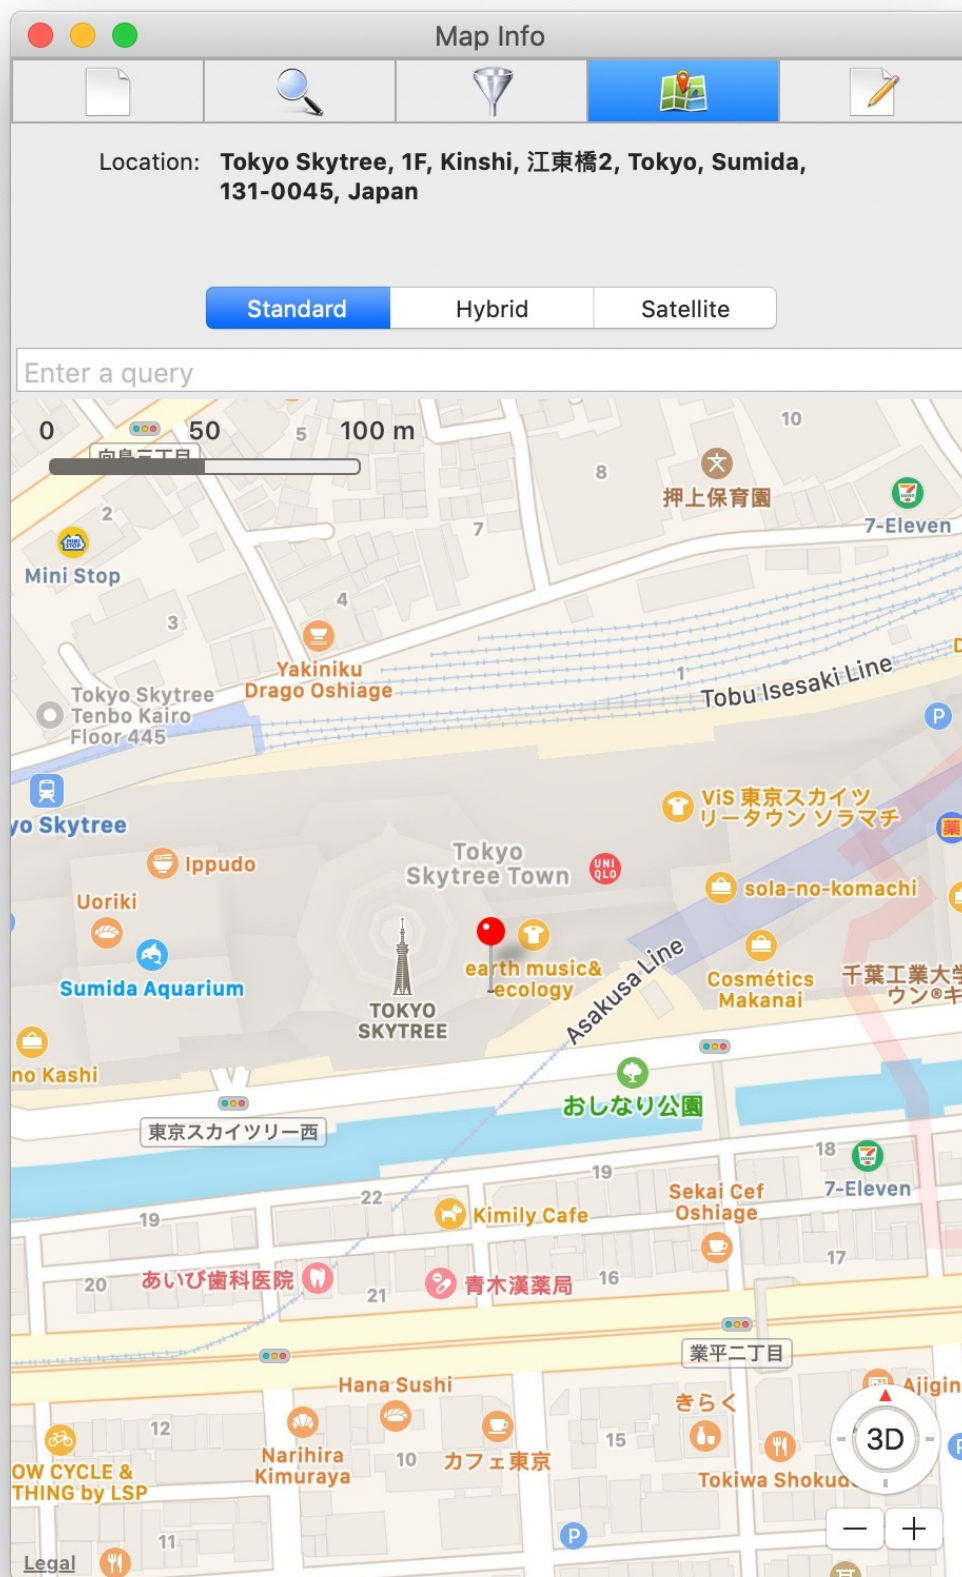 Map Info
Location: Tokyo Skytree, 1F, Kinshi, 江東橋2, Tokyo, Sumida,
131-0045, Japan
Standard Hybrid Satellite
Enter a query
0 50 100 m
向島三丁目
5
10
8
押上保育園
7-Eleven
2
7
Mini Stop
4
3
Yakiniku
Drago Oshiage
1
Tobu Isesaki Line
Tokyo Skytree
Tenbo Kairo
Floor 445
P
yo Skytree
ViS 東京スカイツ
リータウン ソラマチ
薬
Ippudo
Tokyo
Skytree Town
UNI
QLO
sola-no-komachi
Uoriki
Sumida Aquarium
earth music&
ecology
Asakusa Line
Cosmétics
Makanai
千葉工業大学
ウン®キ
TOKYO
SKYTREE
no Kashi
おしなり公園
東京スカイツリー西
18
7-Eleven
19
22
Sekai Cef
Oshiage
Kimily Cafe
19
17
20
あいび歯科医院
21
青木漢薬局
16
業平二丁目
Hana Sushi
きらく
Ajigin
12
Narihira
Kimuraya
10
カフェ東京
15
3D
OW CYCLE &
THING by LSP
Tokiwa Shokud
P
11
P
Legal